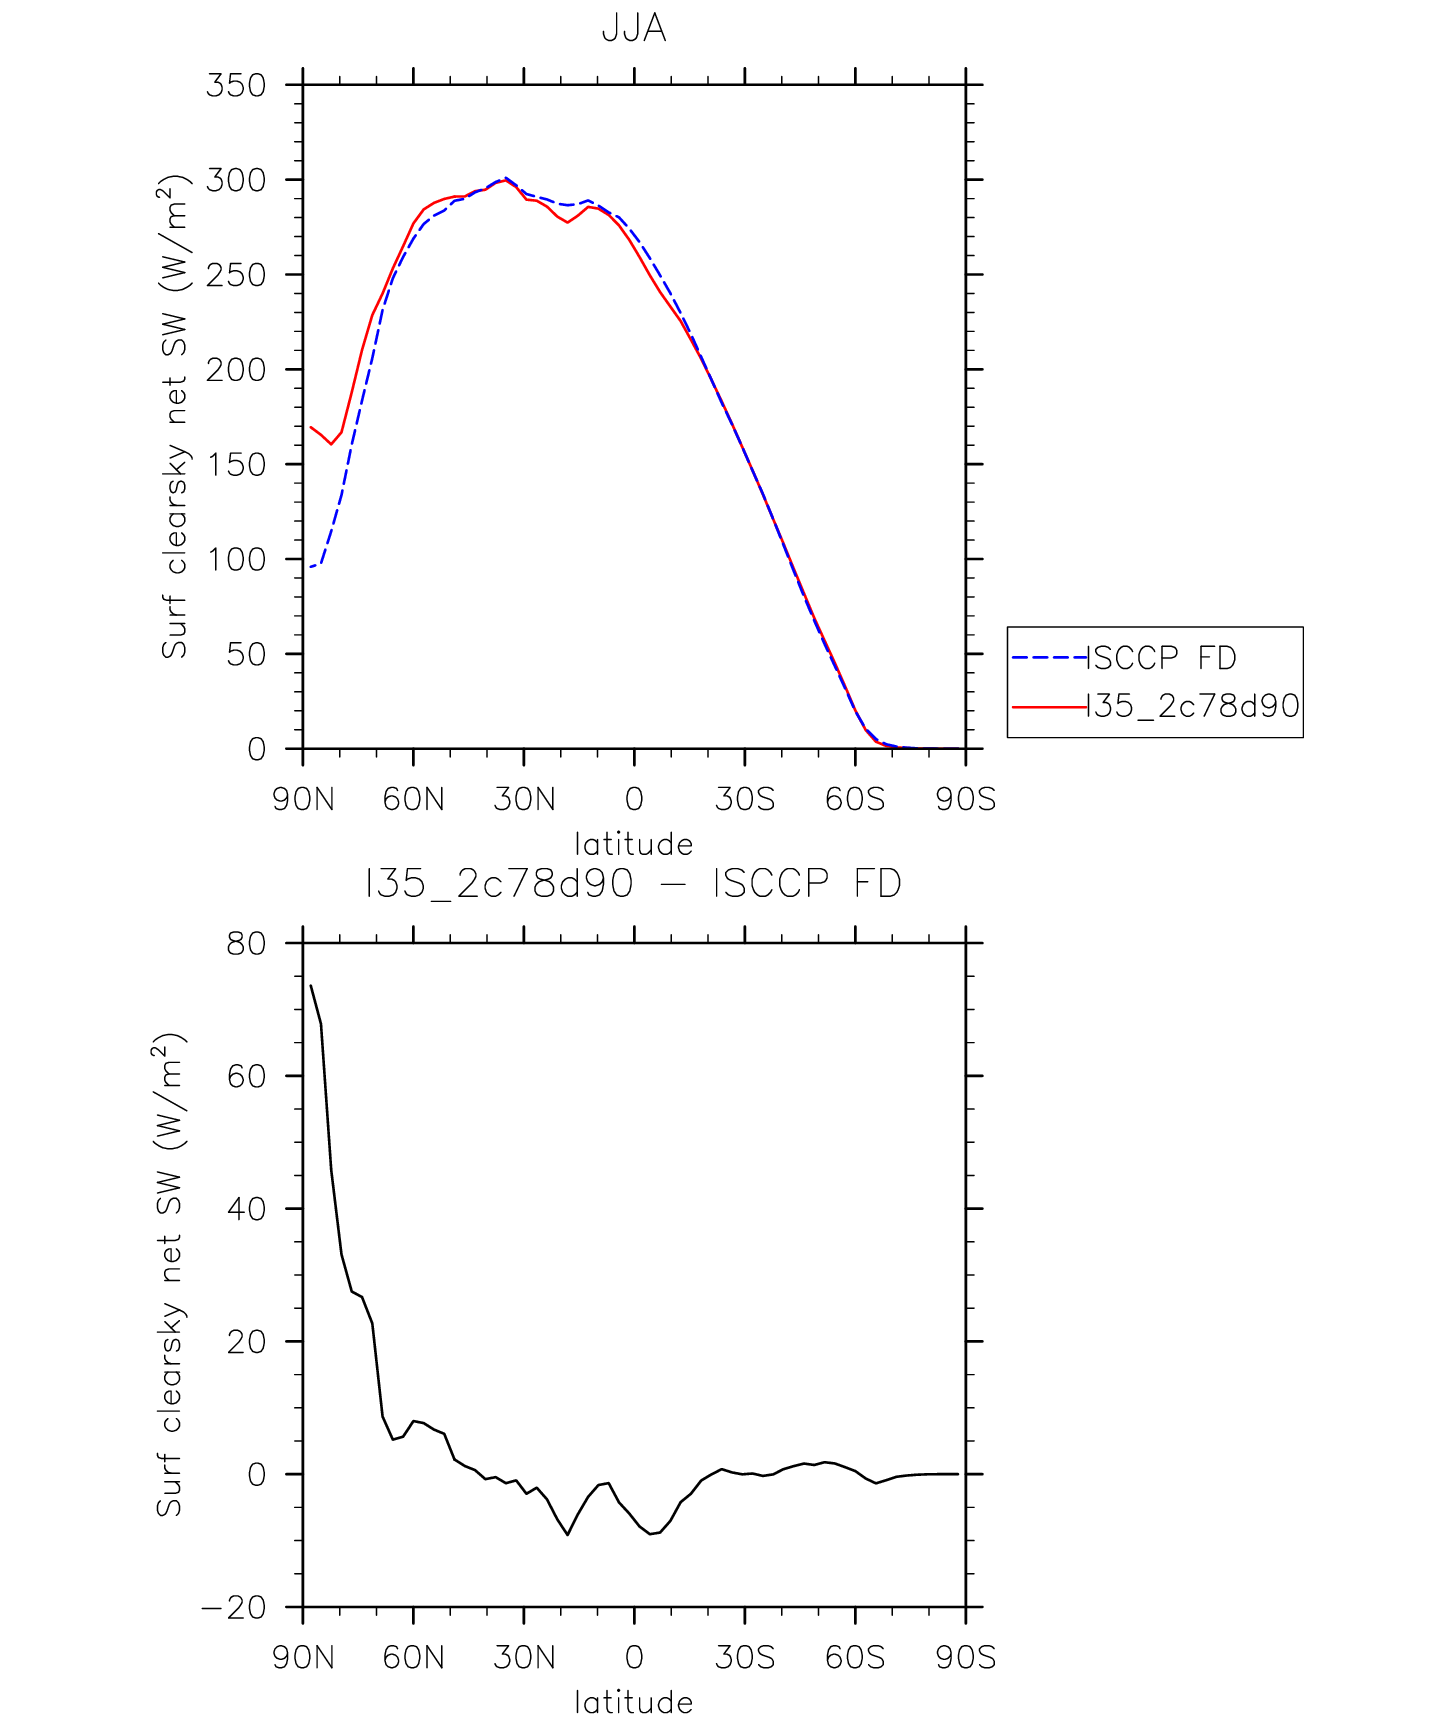 JJA
350
300
250
200
150
100
50
0
Surf clearsky net SW (W/m²)
90N 60N 30N 0 30S 60S 90S
latitude
ISCCP FD
I35_2c78d90
I35_2c78d90 − ISCCP FD
80
60
40
20
0
−20
Surf clearsky net SW (W/m²)
90N 60N 30N 0 30S 60S 90S
latitude